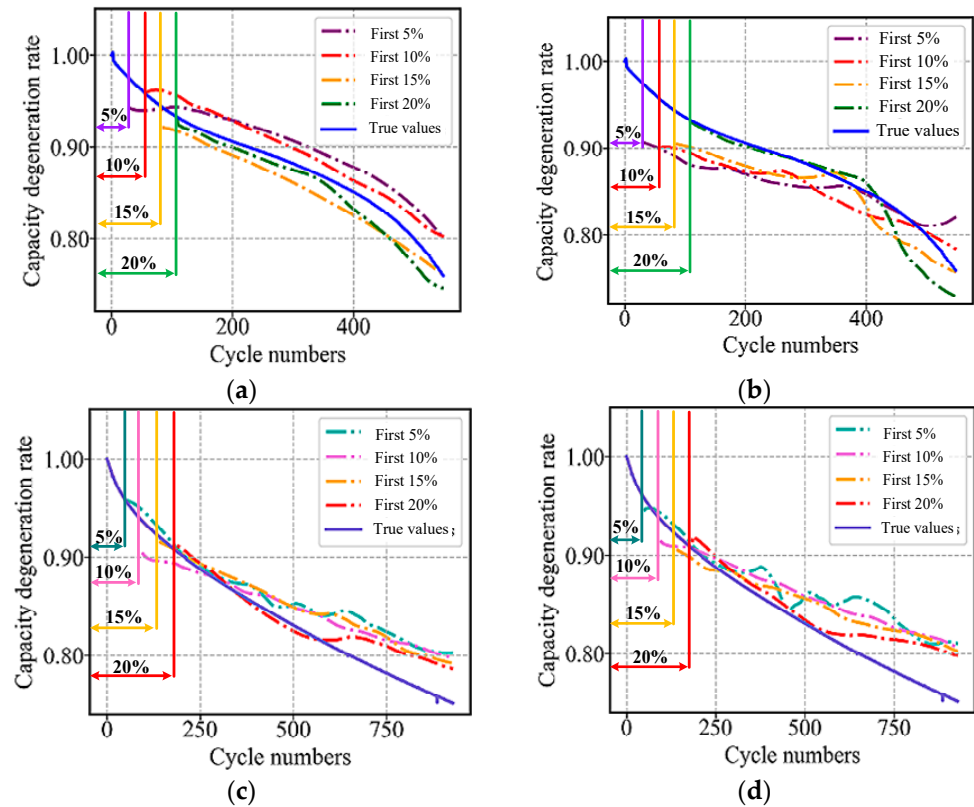 Capacity degeneration rate
1.00
0.90
0.80
5%
10%
15%
20%
First 5%
First 10%
First 15%
First 20%
True values
0
200
400
Cycle numbers
(a)
Capacity degeneration rate
1.00
0.90
0.80
5%
10%
15%
20%
First 5%
First 10%
First 15%
First 20%
True values
0
200
400
Cycle numbers
(b)
Capacity degeneration rate
1.00
0.90
0.80
5%
10%
15%
20%
First 5%
First 10%
First 15%
First 20%
True values;
0
250
500
750
Cycle numbers
(c)
Capacity degeneration rate
1.00
0.90
0.80
5%
10%
15%
20%
First 5%
First 10%
First 15%
First 20%
True values
0
250
500
750
Cycle numbers
(d)